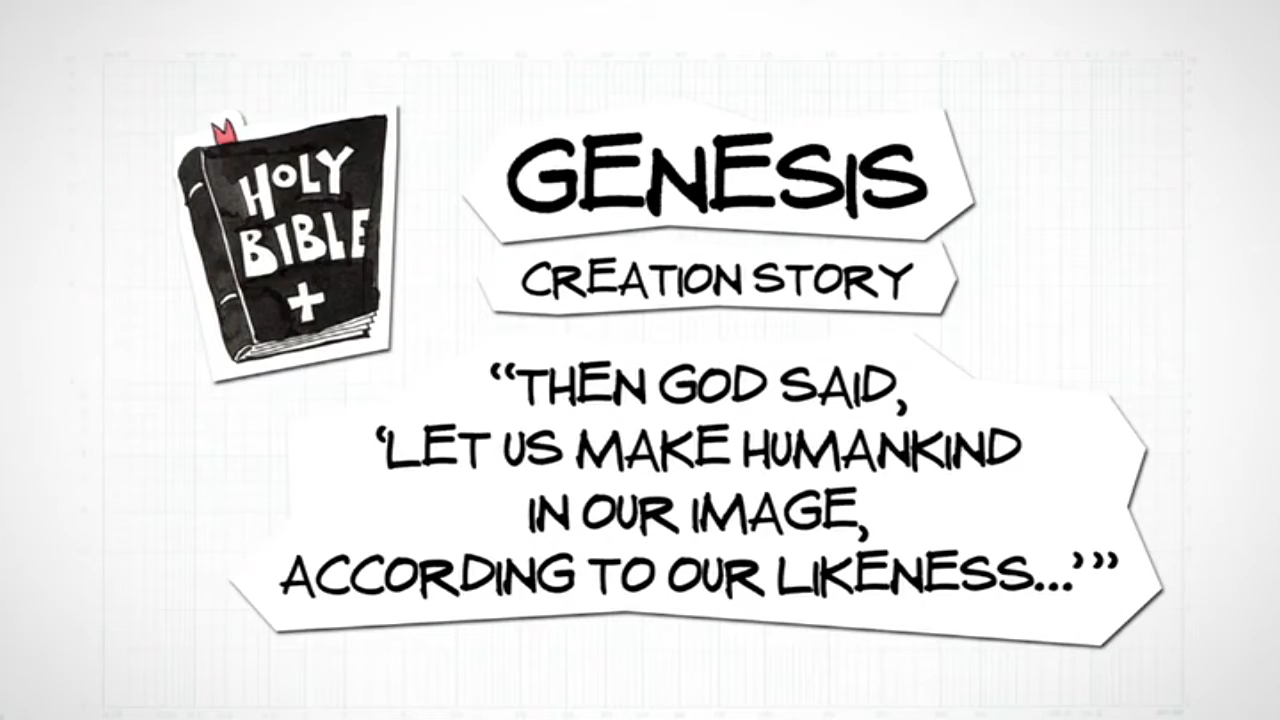 HOLY
BIBLE
GENESIS
CREATION STORY
“THEN GOD SAID,
‘LET US MAKE HUMANKIND
IN OUR IMAGE,
ACCORDING TO OUR LIKENESS...’”